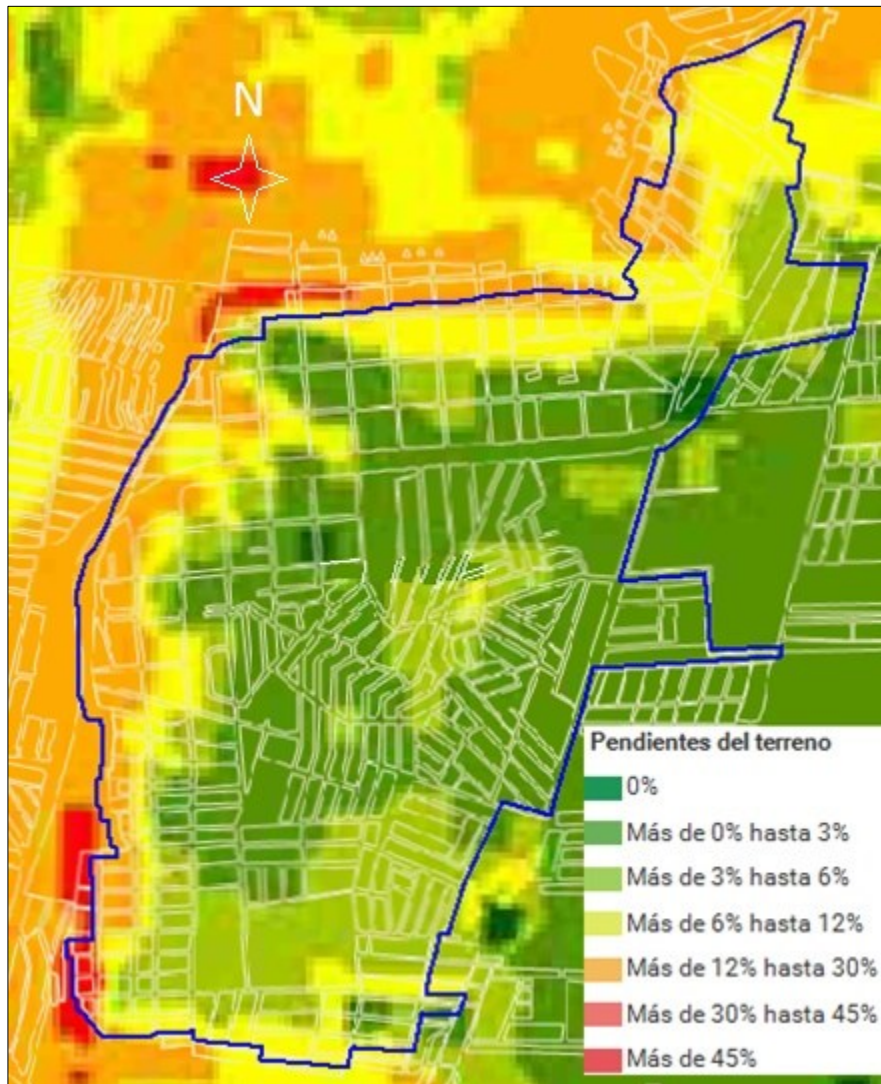 N
Pendientes del terreno
0%
Más de 0% hasta 3%
Más de 3% hasta 6%
Más de 6% hasta 12%
Más de 12% hasta 30%
Más de 30% hasta 45%
Más de 45%